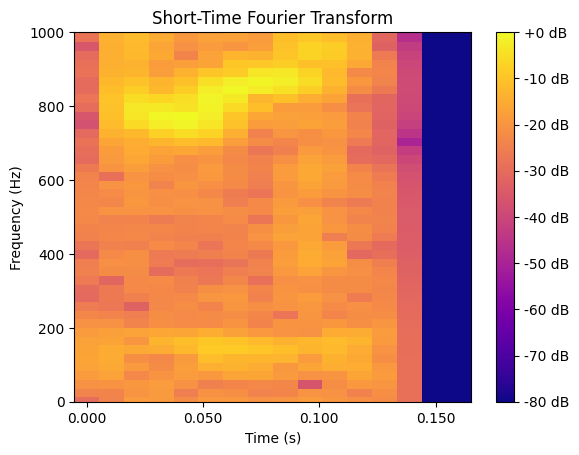 Short-Time Fourier Transform
1000
800
600
400
200
0
Frequency (Hz)
0.000
0.050
0.100
0.150
Time (s)
+0 dB
-10 dB
-20 dB
-30 dB
-40 dB
-50 dB
-60 dB
-70 dB
-80 dB